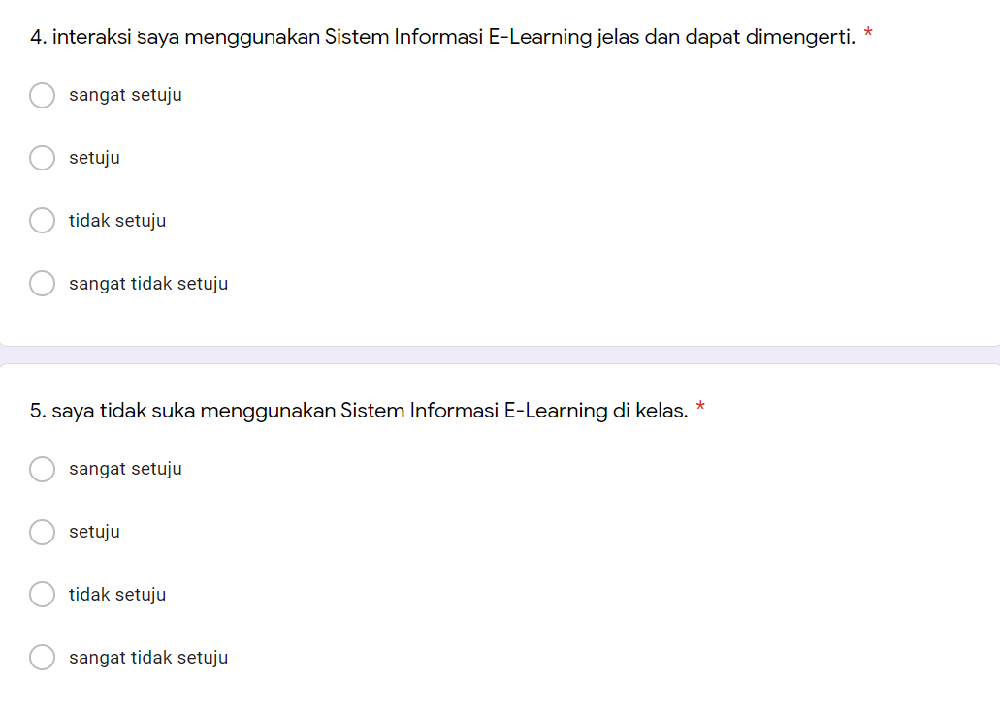 4. interaksi saya menggunakan Sistem Informasi E-Learning jelas dan dapat dimengerti. *
sangat setuju
setuju
tidak setuju
sangat tidak setuju
5. saya tidak suka menggunakan Sistem Informasi E-Learning di kelas. *
sangat setuju
setuju
tidak setuju
sangat tidak setuju